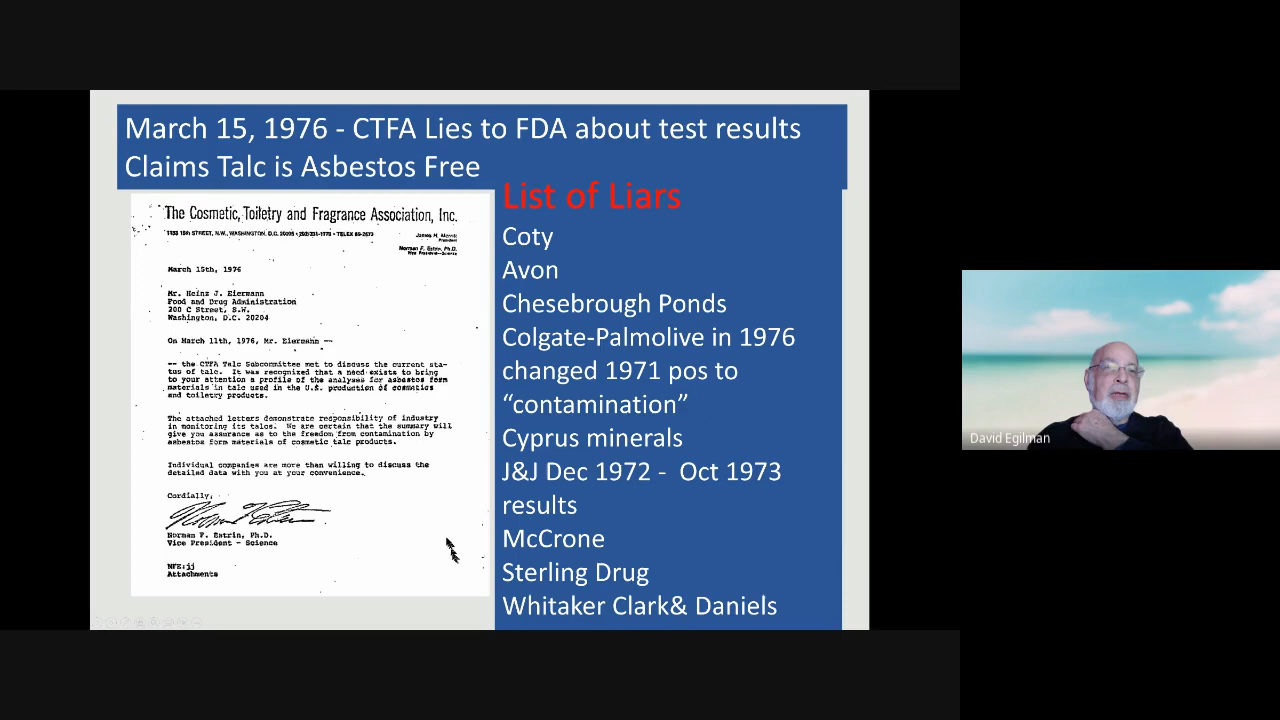 March 15, 1976 - CTFA Lies to FDA about test results
Claims Talc is Asbestos Free
List of Liars
Coty
Avon
Chesebrough Ponds
Colgate-Palmolive in 1976
changed 1971 pos to
“contamination”
Cyprus minerals
J&J Dec 1972 - Oct 1973
results
McCrone
Sterling Drug
Whitaker Clark& Daniels
The Cosmetic, Toiletry and Fragrance Association, Inc.
STREET, N.W., WASHINGTON, D.C.
Norman F. Estrin, Ph.D.
March 15th, 1976
Mr. Heinz J. Eiermann
Food and Drug Administration
200 C Street, S.W.
Washington, D.C. 20204
On March 11th, 1976, Mr. Eiermann --
-- the CTFA Talc Subcommittee met to discuss the current sta-
tus of talc. It was recognized that a need exists to bring
to your attention a profile of the analyses for asbestos form
materials in talc used in the U.S. production of cosmetics
and toiletry products.
The attached letters demonstrate responsibility of industry
in monitoring its talcs. We are certain that the summary will
give you assurance as to the freedom from contamination by
asbestos form materials of cosmetic talc products.
Individual companies are more than willing to discuss the
detailed data with you at your convenience.
Cordially,
Norman F. Estrin, Ph.D.
Vice President - Science
NFE:jj
Attachments
David Egilman